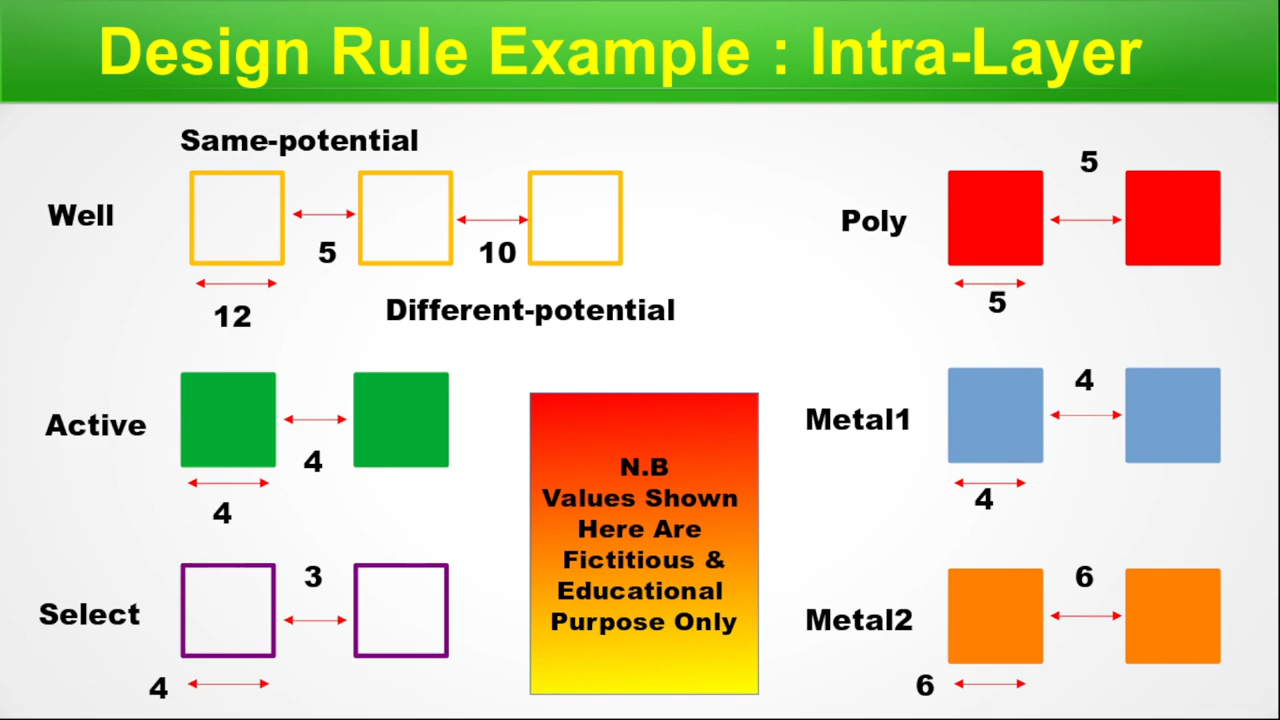 Design Rule Example : Intra-Layer
Same-potential
Well
5
10
12
Different-potential
Active
4
4
Select
3
4
N.B
Values Shown
Here Are
Fictitious &
Educational
Purpose Only
Poly
5
5
Metal1
4
4
Metal2
6
6